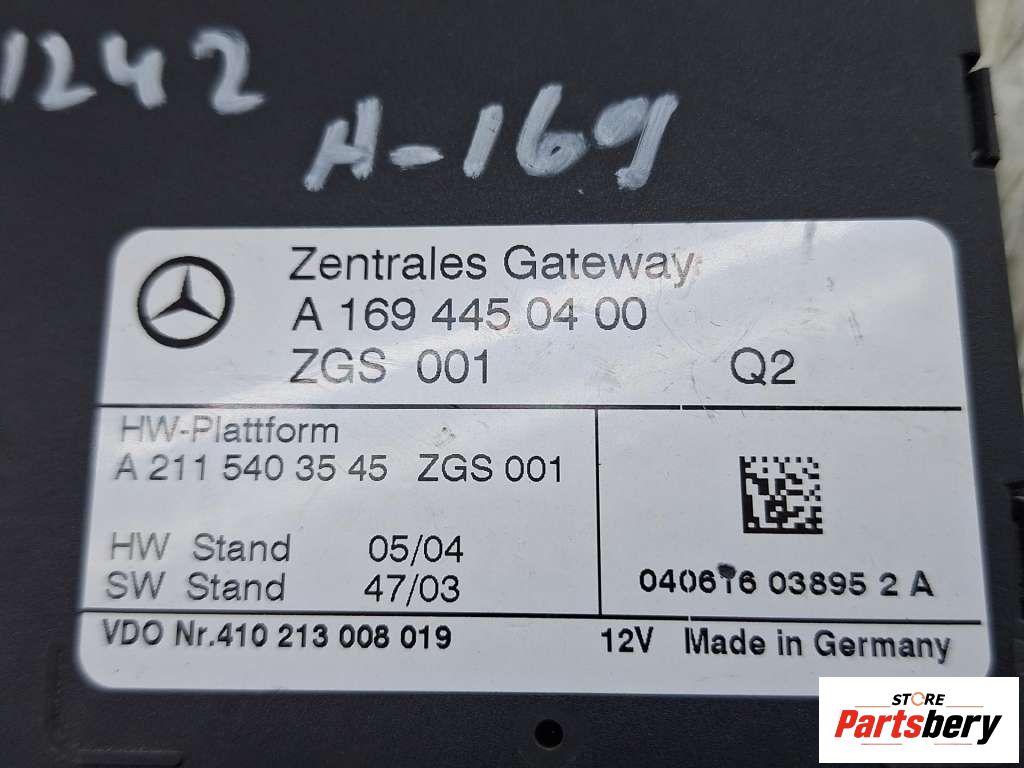 1242
A-169
Zentrales Gateway
A 169 445 04 00
ZGS 001 Q2
HW-Plattform
A 211 540 35 45 ZGS 001
HW Stand 05/04
SW Stand 47/03
040616 03895 2 A
VDO Nr.410 213 008 019 12V Made in Germany
STORE
Partsbery